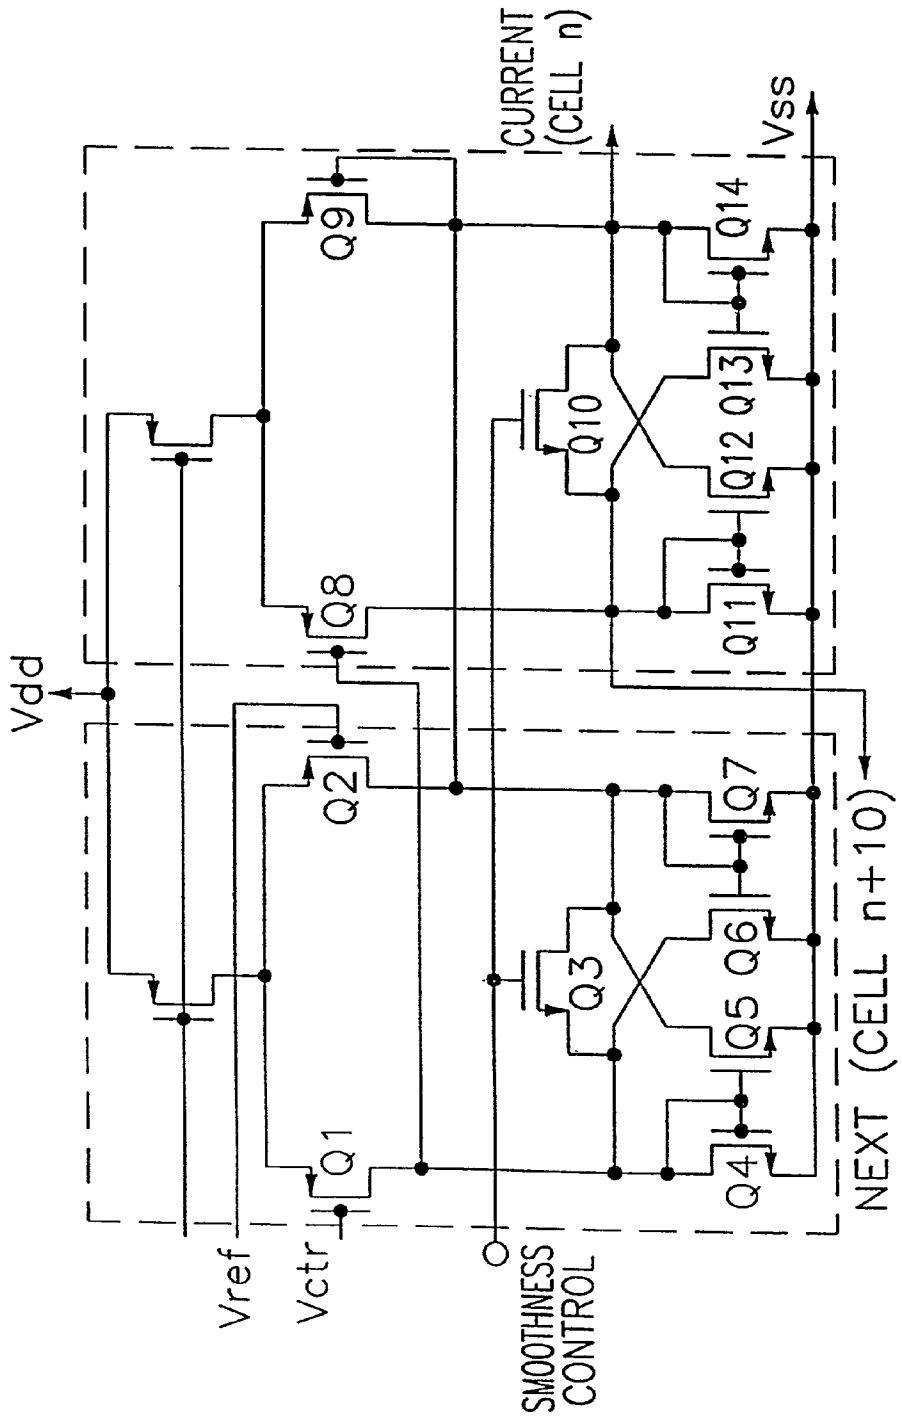 Vdd
Q9
Q8
Q2
Q1
Vref
Vctr
SMOOTHNESS
CONTROL
CURRENT
(CELL n)
Vss
Q10
Q3
Q14
Q13
Q12
Q11
Q7
Q6
Q5
Q4
NEXT (CELL n+10)